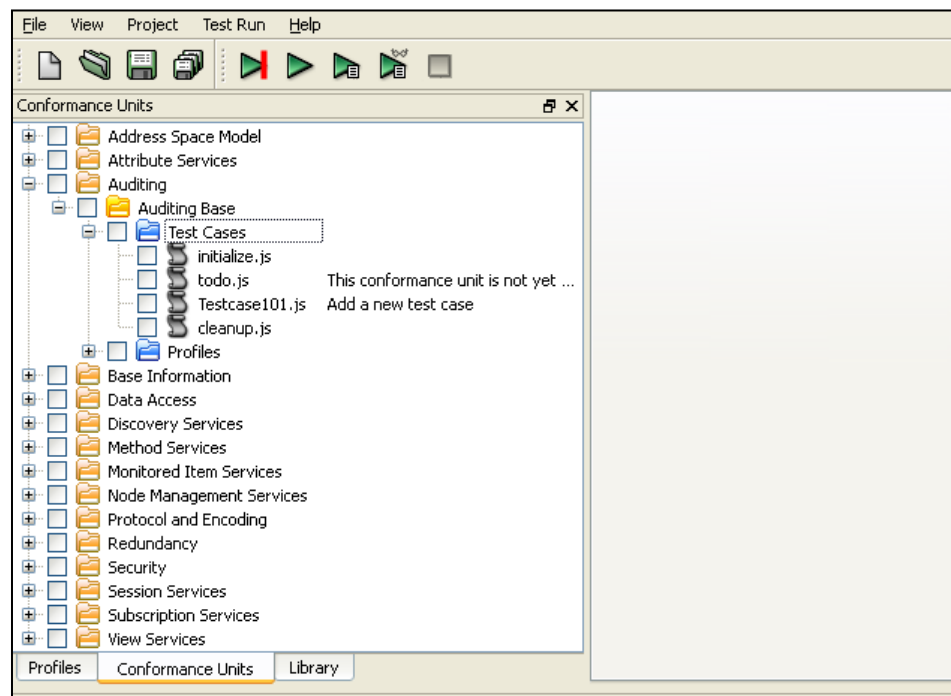 File View Project Test Run Help
Conformance Units
Address Space Model
Attribute Services
Auditing
Auditing Base
Test Cases
initialize.js
todo.js This conformance unit is not yet ...
Testcase101.js Add a new test case
cleanup.js
Profiles
Base Information
Data Access
Discovery Services
Method Services
Monitored Item Services
Node Management Services
Protocol and Encoding
Redundancy
Security
Session Services
Subscription Services
View Services
Profiles Conformance Units Library